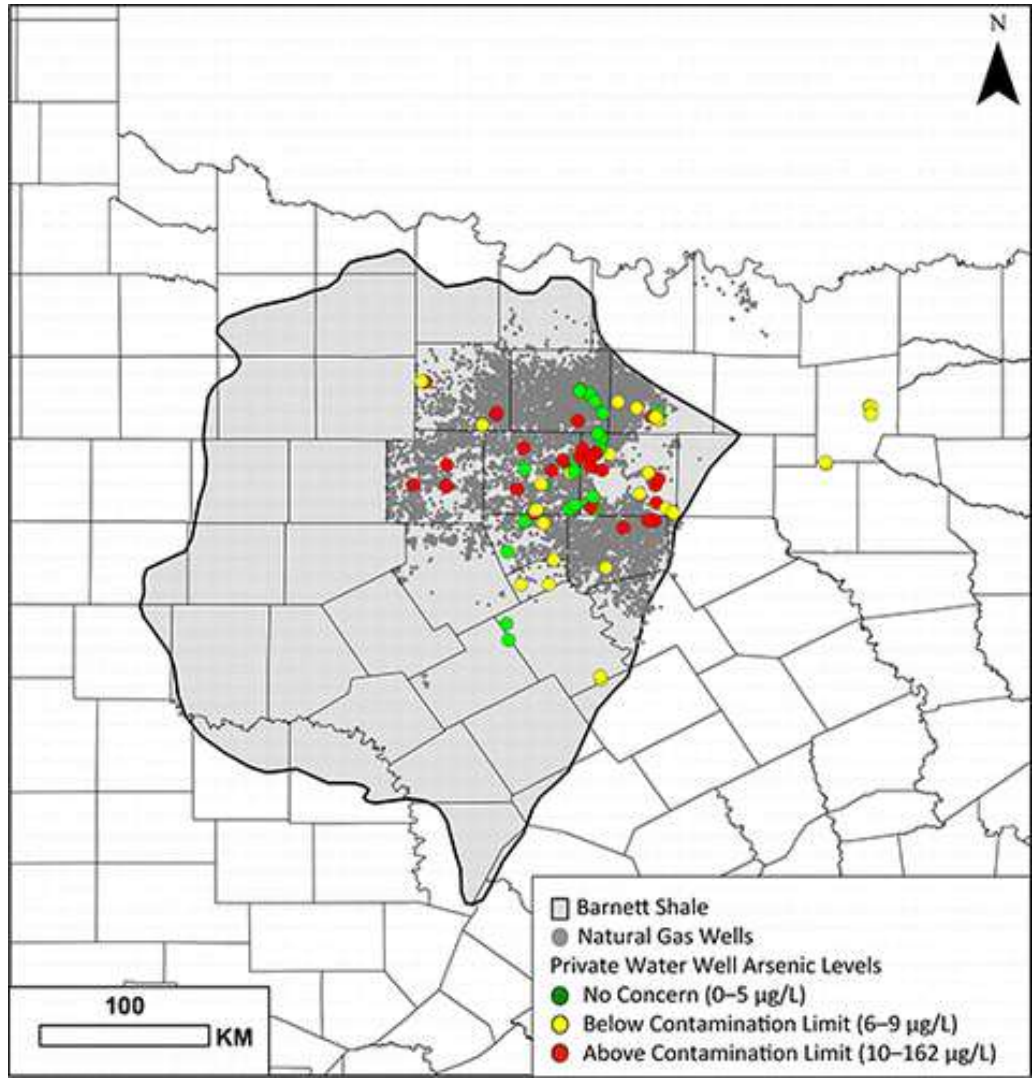 N
Barnett Shale
Natural Gas Wells
Private Water Well Arsenic Levels
No Concern (0–5 µg/L)
Below Contamination Limit (6–9 µg/L)
Above Contamination Limit (10–162 µg/L)
100
KM